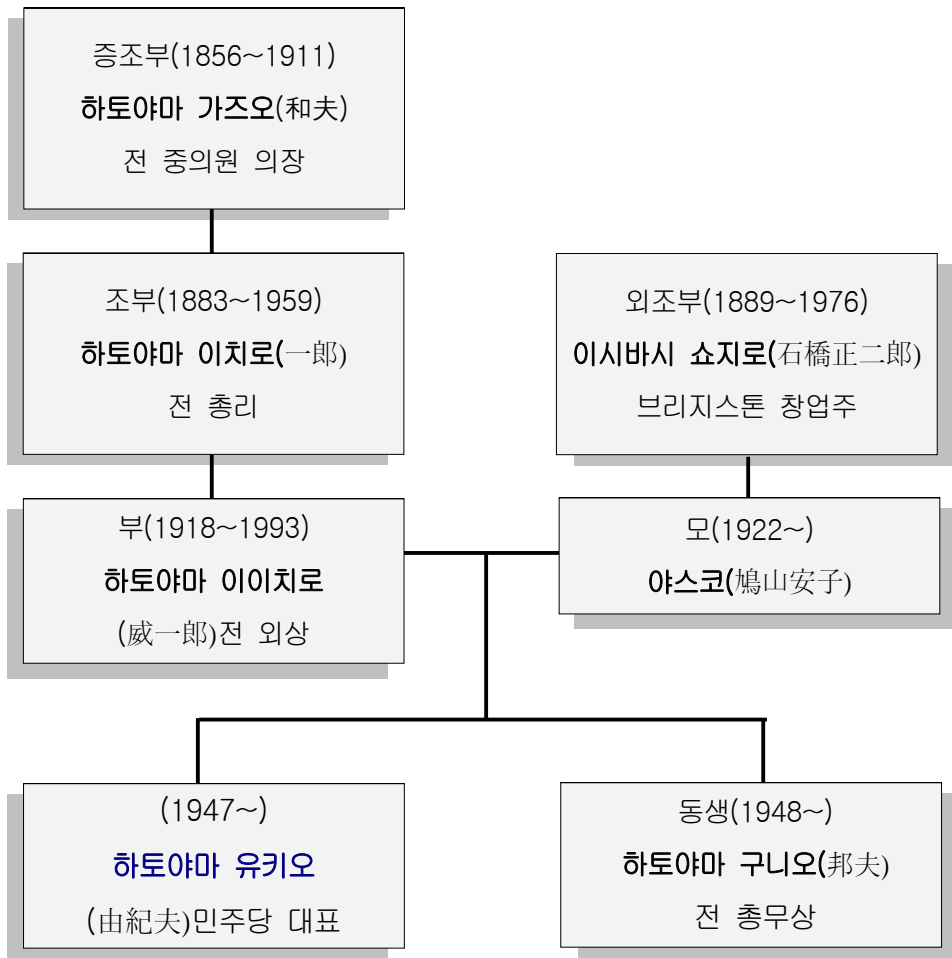 증조부(1856~1911)
하토야마 가즈오(和夫)
전 중의원 의장
조부(1883~1959)
하토야마 이치로(一郎)
전 총리
외조부(1889~1976)
이시바시 쇼지로(石橋正二郎)
브리지스톤 창업주
부(1918~1993)
하토야마 이이치로
(威一郎)전 외상
모(1922~)
야스코(鳩山安子)
(1947~)
하토야마 유키오
(由紀夫)민주당 대표
동생(1948~)
하토야마 구니오(邦夫)
전 총무상